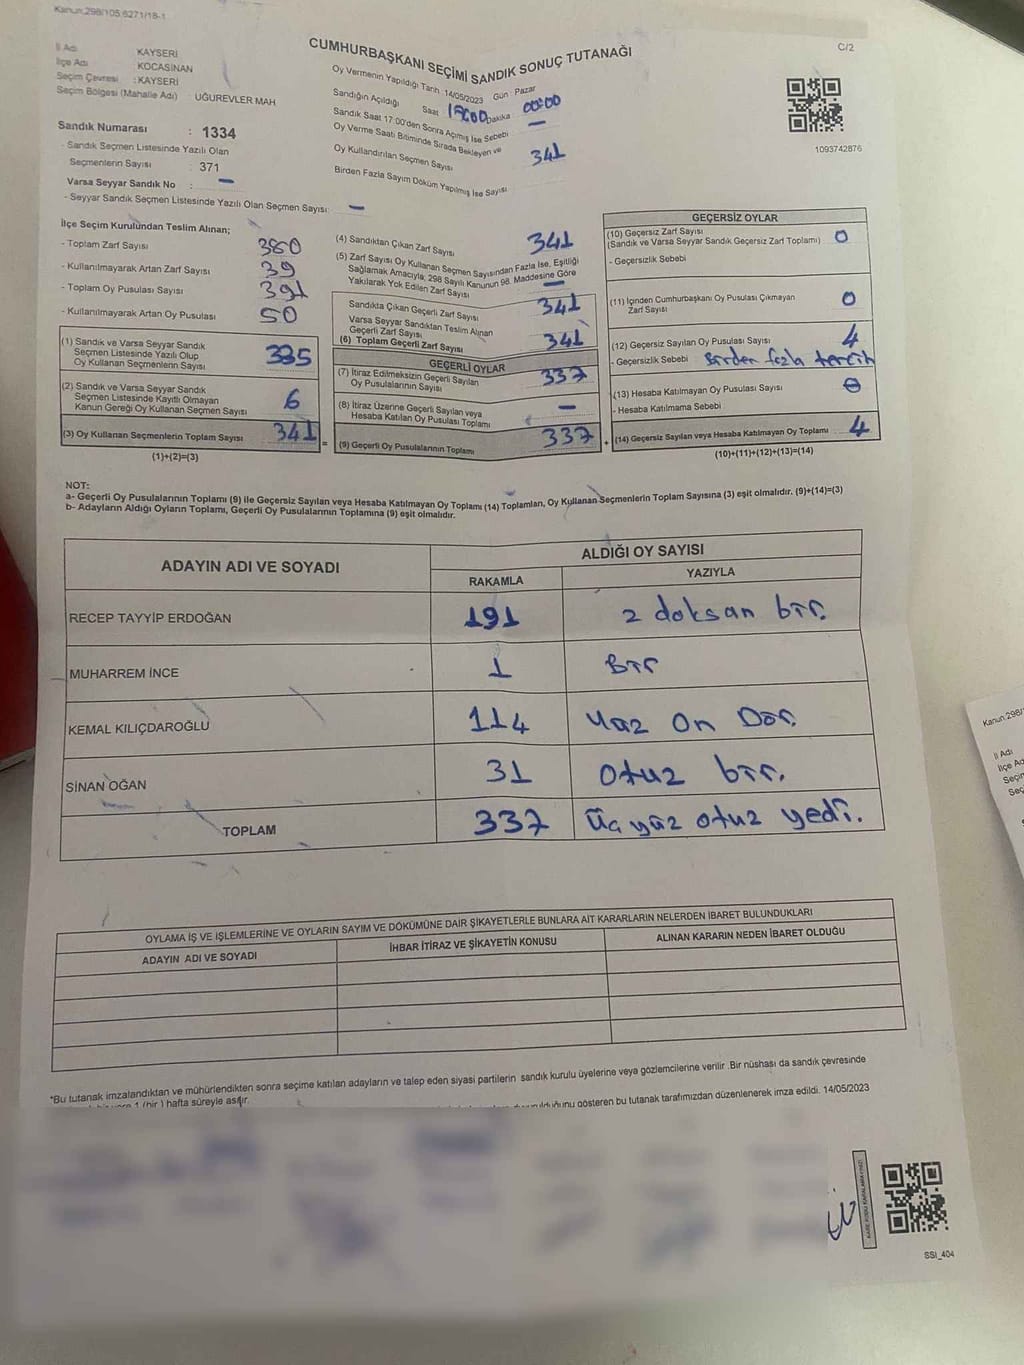 Kanun:298/105;6271/18-1
C/2
CUMHURBAŞKANI SEÇİMİ SANDIK SONUÇ TUTANAĞI
İl Adı KAYSERİ
İlçe Adı KOCASİNAN
Seçim Çevresi : KAYSERİ
Seçim Bölgesi (Mahalle Adı) : UĞUREVLER MAH
Sandık Numarası : 1334
- Sandık Seçmen Listesinde Yazılı Olan
Seçmenlerin Sayısı : 371
Varsa Seyyar Sandık No : -
- Seyyar Sandık Seçmen Listesinde Yazılı Olan Seçmen Sayısı: -
Oy Vermenin Yapıldığı Tarih 14/05/2023 Gün : Pazar
Sandığın Açıldığı Saat Dakika 00:00
Sandık Saat 17:00'den Sonra Açmış İse Sebebi -
Oy Verme Saati Bitiminde Sırada Bekleyen ve
Oy Kullandırılan Seçmen Sayısı 341
Birden Fazla Sayım Döküm Yapılmış İse Sayısı
1093742876
İlçe Seçim Kurulundan Teslim Alınan;
- Toplam Zarf Sayısı 380
- Kullanılmayarak Artan Zarf Sayısı 39
- Toplam Oy Pusulası Sayısı 391
- Kullanılmayarak Artan Oy Pusulası 50
(1) Sandık ve Varsa Seyyar Sandık
Seçmen Listesinde Yazılı Olup
Oy Kullanan Seçmenlerin Sayısı 335
(2) Sandık ve Varsa Seyyar Sandık
Seçmen Listesinde Kayıtlı Olmayan
Kanun Gereği Oy Kullanan Seçmen Sayısı 6
(3) Oy Kullanan Seçmenlerin Toplam Sayısı 341
(1)+(2)=(3)
=
(4) Sandıktan Çıkan Zarf Sayısı 341
(5) Zarf Sayısı Oy Kullanan Seçmen Sayısından Fazla İse, Eşitliği
Sağlamak Amacıyla; 298 Sayılı Kanunun 98. Maddesine Göre
Yakılarak Yok Edilen Zarf Sayısı -
Sandıkta Çıkan Geçerli Zarf Sayısı 341
Varsa Seyyar Sandıktan Teslim Alınan
Geçerli Zarf Sayısı
(6) Toplam Geçerli Zarf Sayısı 341
GEÇERLİ OYLAR
(7) İtiraz Edilmeksizin Geçerli Sayılan
Oy Pusulalarının Sayısı 337
(8) İtiraz Üzerine Geçerli Sayılan veya
Hesaba Katılan Oy Pusulası Toplamı -
(9) Geçerli Oy Pusulalarının Toplamı 337
+
GEÇERSİZ OYLAR
(10) Geçersiz Zarf Sayısı
(Sandık ve Varsa Seyyar Sandık Geçersiz Zarf Toplamı) 0
- Geçersizlik Sebebi
(11) İçinden Cumhurbaşkanı Oy Pusulası Çıkmayan
Zarf Sayısı 0
(12) Geçersiz Sayılan Oy Pusulası Sayısı 4
- Geçersizlik Sebebi Birden fazla tercih
(13) Hesaba Katılmayan Oy Pusulası Sayısı 0
- Hesaba Katılmama Sebebi
(14) Geçersiz Sayılan veya Hesaba Katılmayan Oy Toplamı 4
(10)+(11)+(12)+(13)=(14)
NOT:
a- Geçerli Oy Pusulalarının Toplamı (9) ile Geçersiz Sayılan veya Hesaba Katılmayan Oy Toplamı (14) Toplamları, Oy Kullanan Seçmenlerin Toplam Sayısına (3) eşit olmalıdır. (9)+(14)=(3)
b- Adayların Aldığı Oyların Toplamı, Geçerli Oy Pusulalarının Toplamına (9) eşit olmalıdır.
ADAYIN ADI VE SOYADI ALDIĞI OY SAYISI
RAKAMLA YAZIYLA
RECEP TAYYİP ERDOĞAN 191 2 doksan bir.
MUHARREM İNCE 1 Bir
KEMAL KILIÇDAROĞLU 114 Yüz On Dör.
SİNAN OĞAN 31 Otuz bir.
TOPLAM 337 Üç yüz otuz yedi.
OYLAMA İŞ VE İŞLEMLERİNE VE OYLARIN SAYIM VE DÖKÜMÜNE DAİR ŞİKAYETLERLE BUNLARA AİT KARARLARIN NELERDEN İBARET BULUNDUKLARI
ADAYIN ADI VE SOYADI İHBAR İTİRAZ VE ŞİKAYETİN KONUSU ALINAN KARARIN NEDEN İBARET OLDUĞU
*Bu tutanak imzalandıktan ve mühürlendikten sonra seçime katılan adayların ve talep eden siyasi partilerin sandık kurulu üyelerine veya gözlemcilerine verilir .Bir nüshası da sandık çevresinde
1 (bir ) hafta süreyle asılır.
gösteren bu tutanak tarafımızdan düzenlenerek imza edildi. 14/05/2023
SSI_404
Kanun:298/
İl Adı
İlçe Ad
Seçim
Seç